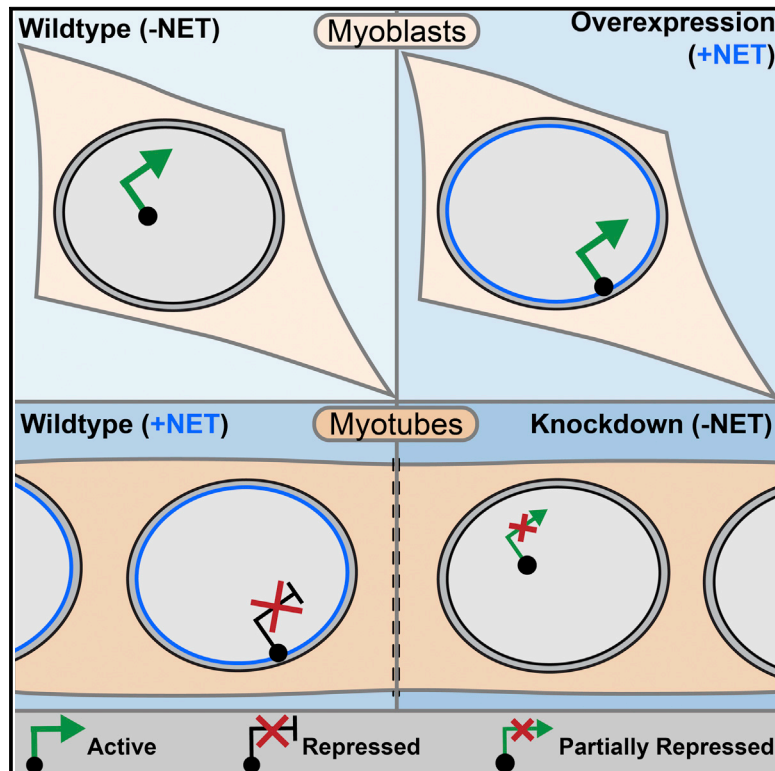 Wildtype (-NET)
Myoblasts
Overexpression
(+NET)
Wildtype (+NET)
Myotubes
Knockdown (-NET)
Active
Repressed
Partially Repressed